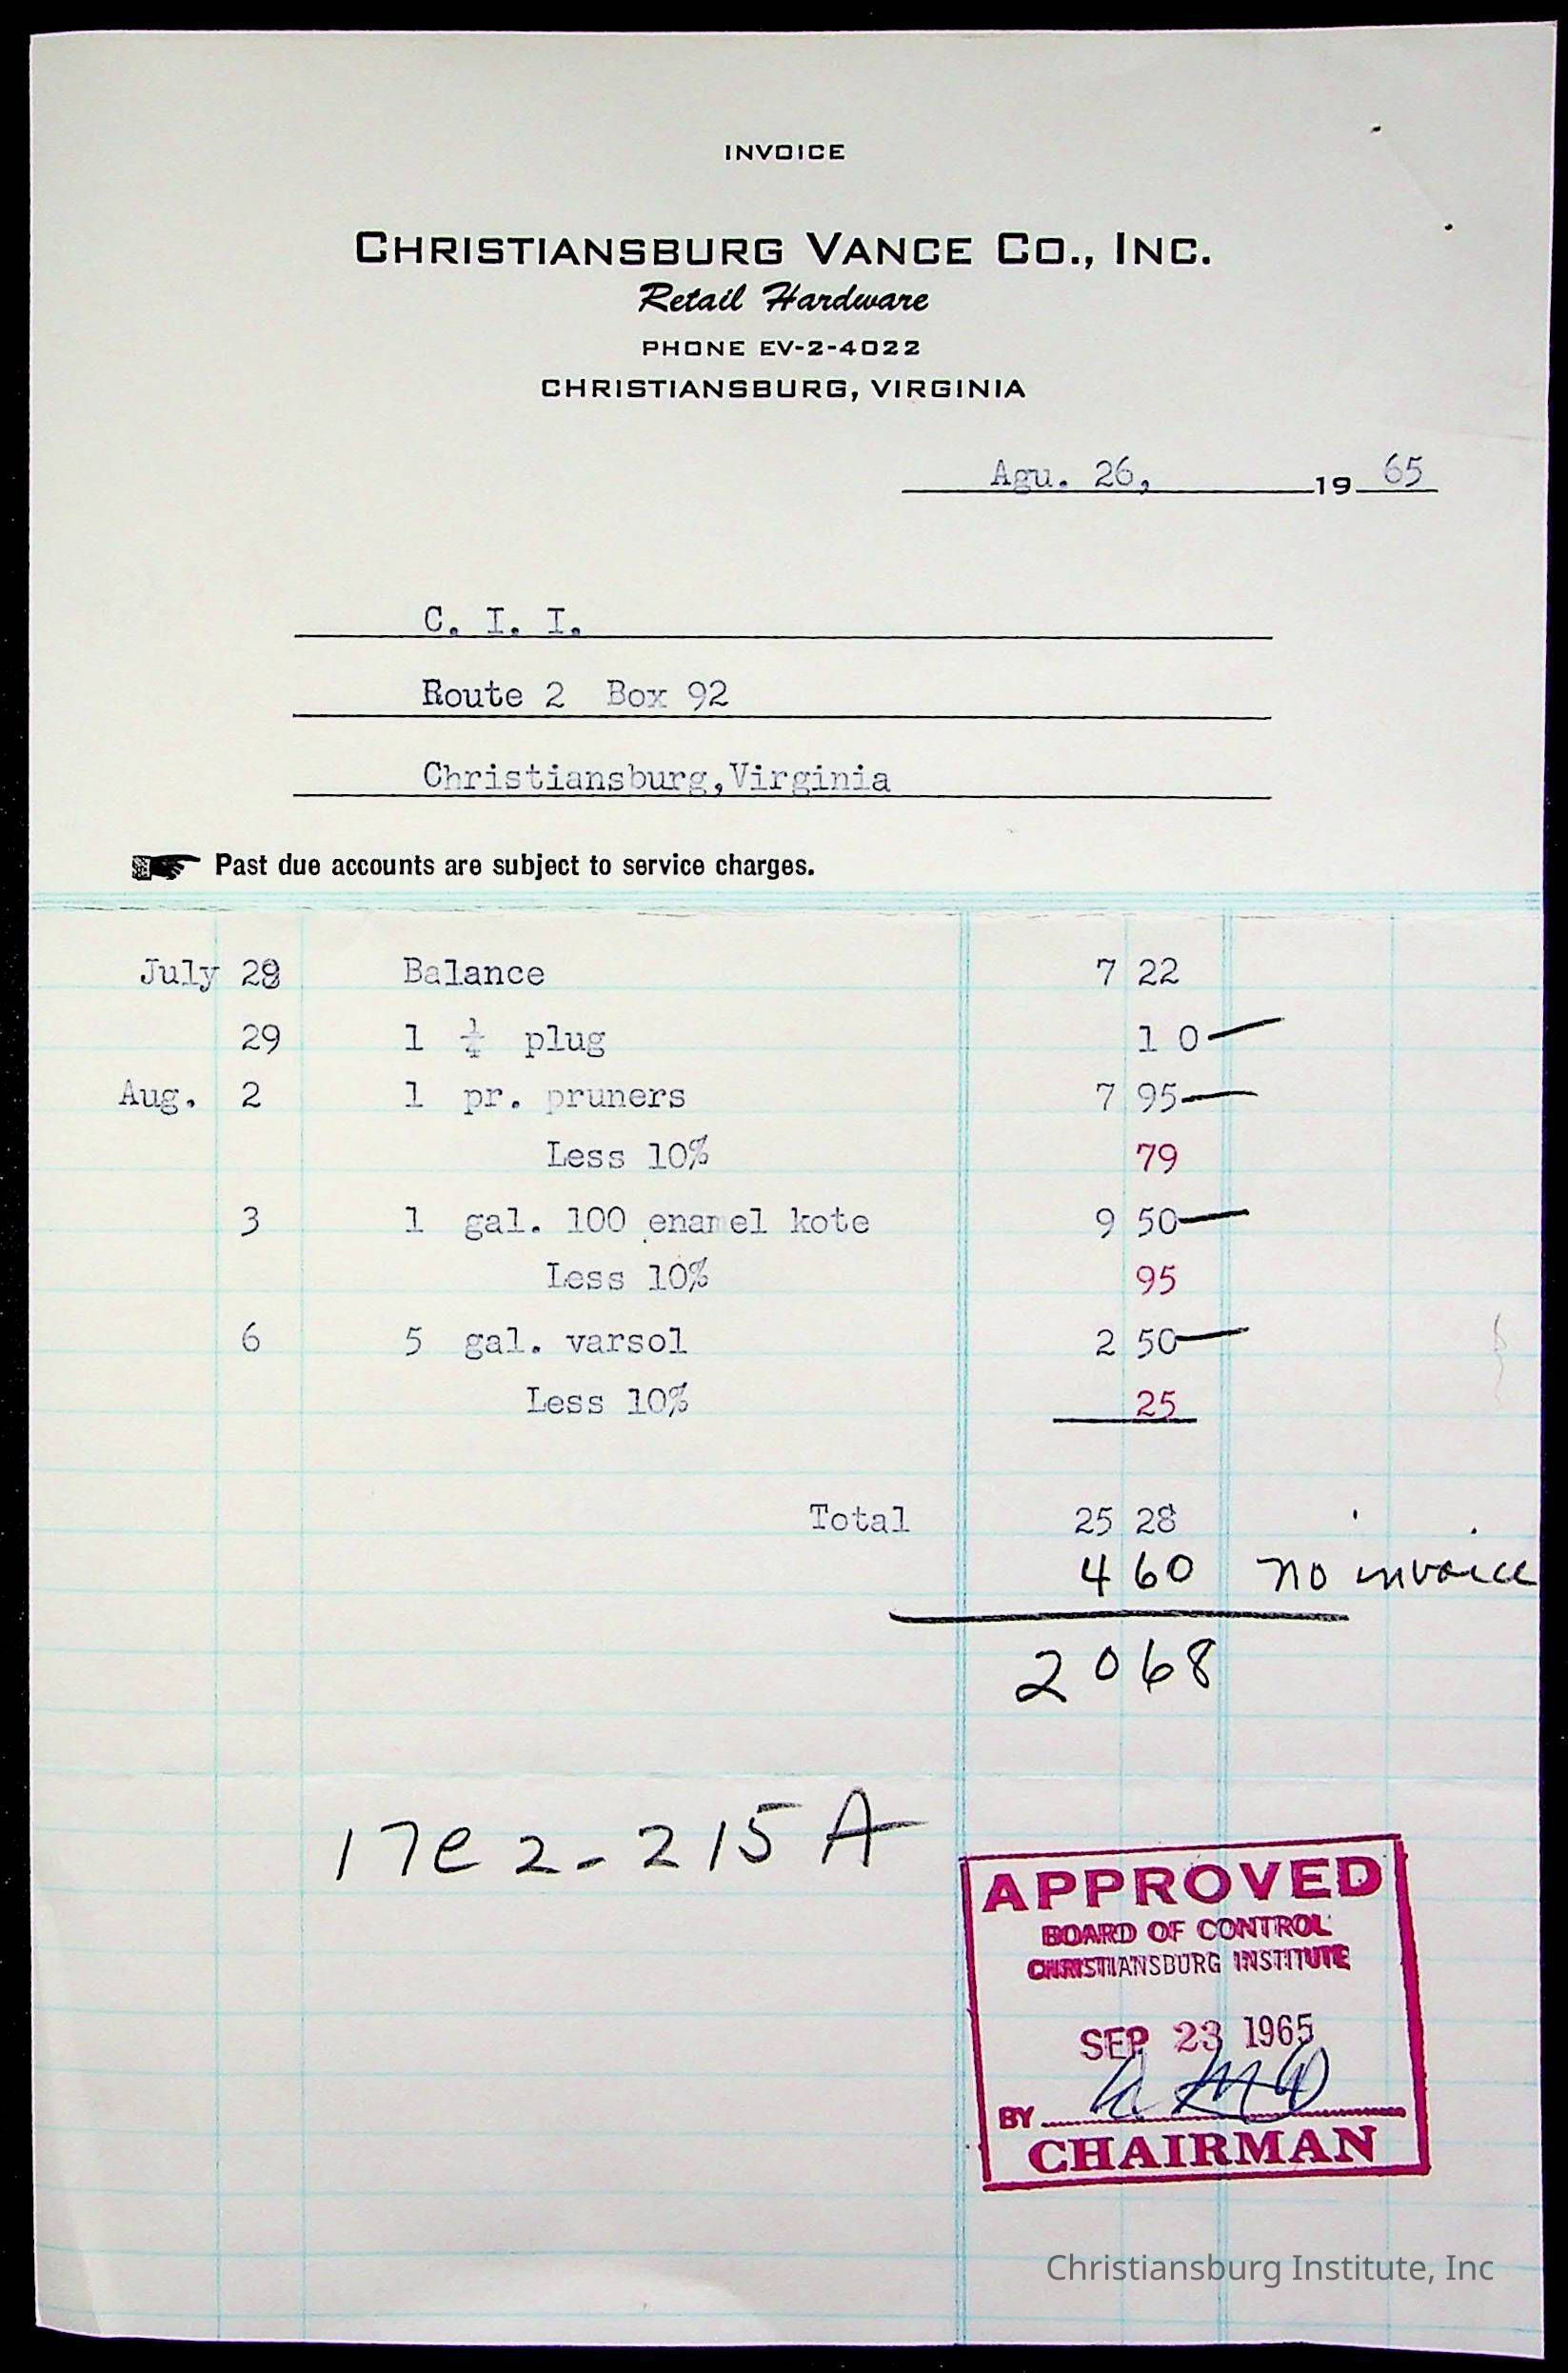 INVOICE
CHRISTIANSBURG VANCE CO., INC.
Retail Hardware
PHONE EV-2-4022
CHRISTIANSBURG, VIRGINIA
Agu. 26, 19 65
C. I. I.
Route 2 Box 92
Christiansburg, Virginia
Past due accounts are subject to service charges.
July 28 Balance 7 22
29 1 ¼ plug 1 0
Aug. 2 1 pr. pruners 7 95
Less 10% 79
3 1 gal. 100 enamel kote 9 50
Less 10% 95
6 5 gal. varsol 2 50
Less 10% 25
Total 25 28
4 60 no invoice
20 68
17e2-215A
APPROVED
BOARD OF CONTROL
CHRISTIANSBURG INSTITUTE
SEP 23 1965
BY
CHAIRMAN
Christiansburg Institute, Inc